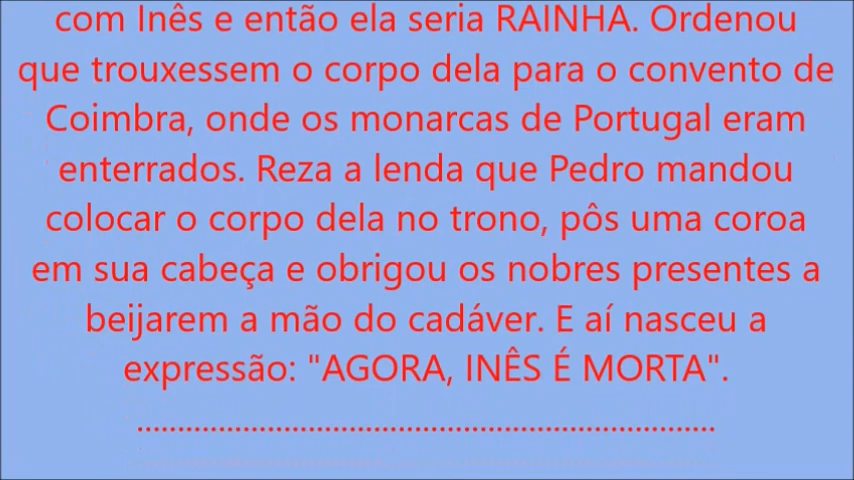 com Inês e então ela seria RAINHA. Ordenou
que trouxessem o corpo dela para o convento de
Coimbra, onde os monarcas de Portugal eram
enterrados. Reza a lenda que Pedro mandou
colocar o corpo dela no trono, pôs uma coroa
em sua cabeça e obrigou os nobres presentes a
beijarem a mão do cadáver. E aí nasceu a
expressão: "AGORA, INÊS É MORTA".
.....................................................................